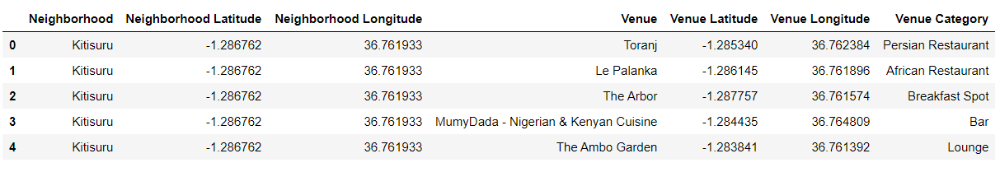 Neighborhood Neighborhood Latitude Neighborhood Longitude Venue Venue Latitude Venue Longitude Venue Category
0 Kitisuru -1.286762 36.761933 Toranj -1.285340 36.762384 Persian Restaurant
1 Kitisuru -1.286762 36.761933 Le Palanka -1.286145 36.761896 African Restaurant
2 Kitisuru -1.286762 36.761933 The Arbor -1.287757 36.761574 Breakfast Spot
3 Kitisuru -1.286762 36.761933 MumyDada - Nigerian & Kenyan Cuisine -1.284435 36.764809 Bar
4 Kitisuru -1.286762 36.761933 The Ambo Garden -1.283841 36.761392 Lounge